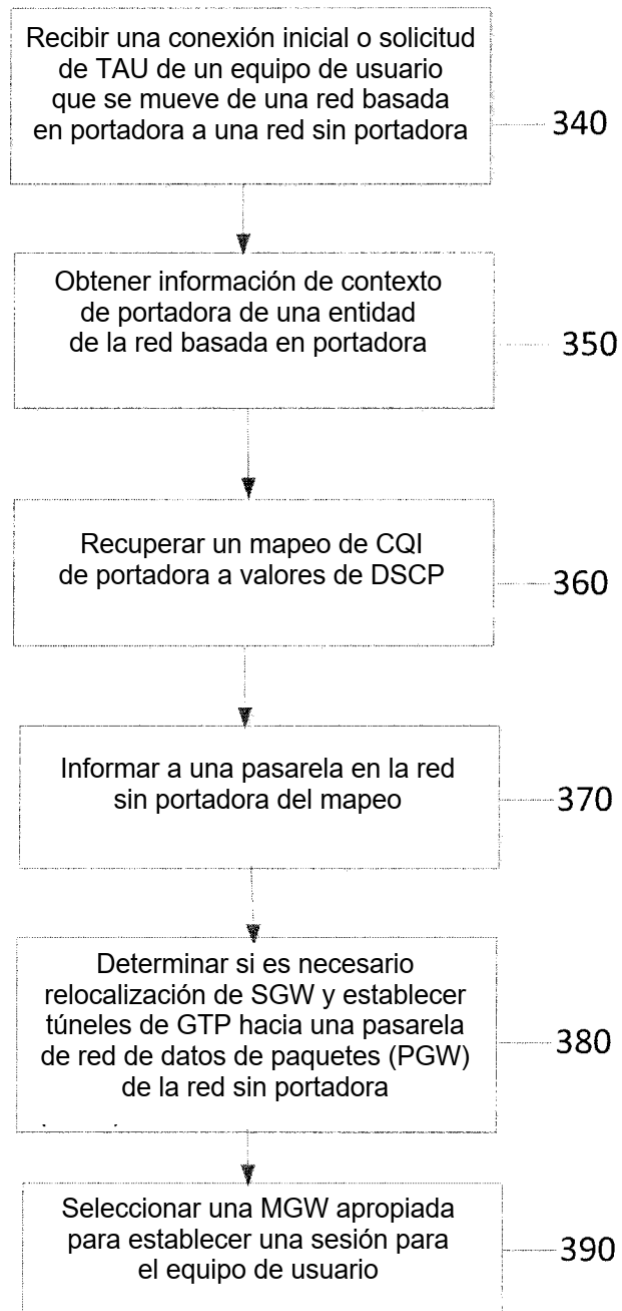 Recibir una conexión inicial o solicitud
de TAU de un equipo de usuario
que se mueve de una red basada
en portadora a una red sin portadora
340
Obtener información de contexto
de portadora de una entidad
de la red basada en portadora
350
Recuperar un mapeo de CQI
de portadora a valores de DSCP
360
Informar a una pasarela en la red
sin portadora del mapeo
370
Determinar si es necesario
relocalización de SGW y establecer
túneles de GTP hacia una pasarela
de red de datos de paquetes (PGW)
de la red sin portadora
380
Seleccionar una MGW apropiada
para establecer una sesión para
el equipo de usuario
390